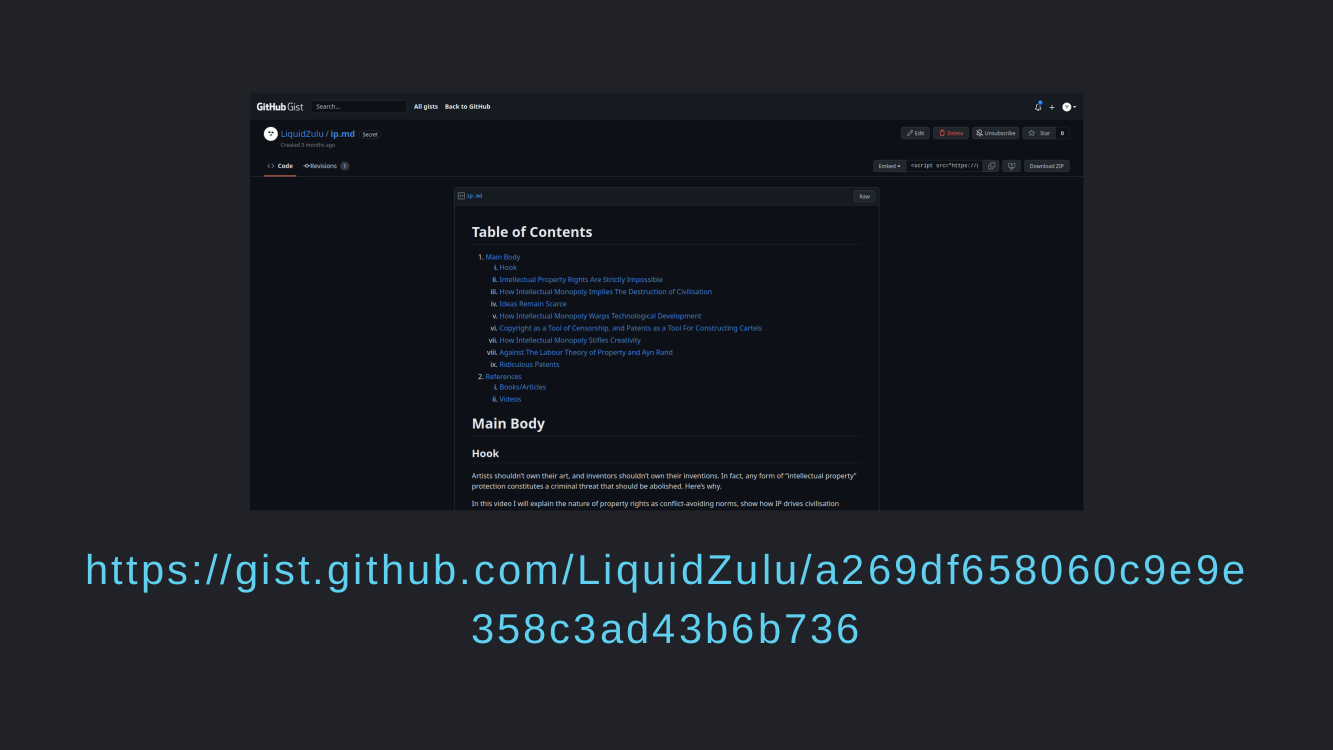 GitHub Gist Search... All gists Back to GitHub
LiquidZulu / ip.md Secret
Edit Delete Unsubscribe Star 0
Created 3 months ago
Code Revisions 1
Embed <script src="https://
Download ZIP
ip.md
Raw
Table of Contents
1. Main Body
i. Hook
ii. Intellectual Property Rights Are Strictly Impossible
iii. How Intellectual Monopoly Implies The Destruction of Civilisation
iv. Ideas Remain Scarce
v. How Intellectual Monopoly Warps Technological Development
vi. Copyright as a Tool of Censorship, and Patents as a Tool For Constructing Cartels
vii. How Intellectual Monopoly Stifles Creativity
viii. Against The Labour Theory of Property and Ayn Rand
ix. Ridiculous Patents
2. References
i. Books/Articles
ii. Videos
Main Body
Hook
Artists shouldn't own their art, and inventors shouldn't own their inventions. In fact, any form of "intellectual property"
protection constitutes a criminal threat that should be abolished. Here's why.
In this video I will explain the nature of property rights as conflict-avoiding norms, show how IP drives civilisation
https://gist.github.com/LiquidZulu/a269df658060c9e9e
358c3ad43b6b736